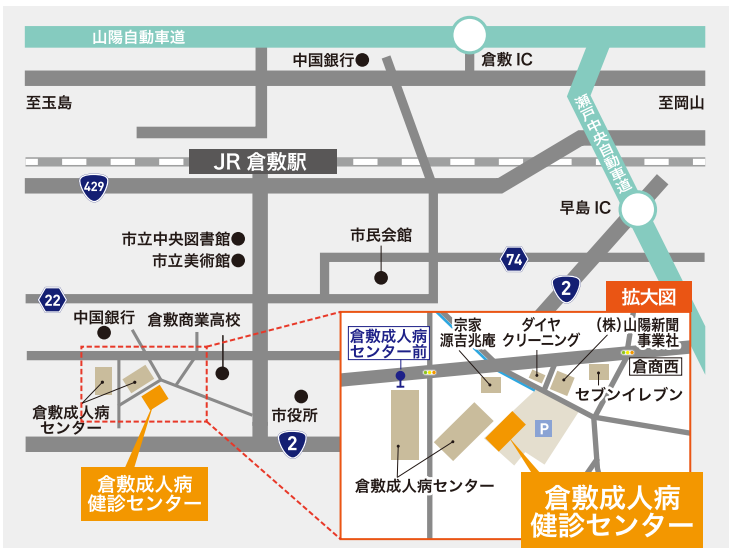 山陽自動車道
中国銀行
倉敷IC
至玉島
至岡山
瀬戸中央自動車道
JR 倉敷駅
429
早島IC
市立中央図書館
市立美術館
市民会館
74
2
22
中国銀行
倉敷商業高校
倉敷成人病
センター
市役所
2
倉敷成人病
健診センター
拡大図
倉敷成人病
センター前
宗家
源吉兆庵
ダイヤ
クリーニング
(株)山陽新聞
事業社
倉商西
セブンイレブン
P
倉敷成人病センター
倉敷成人病
健診センター